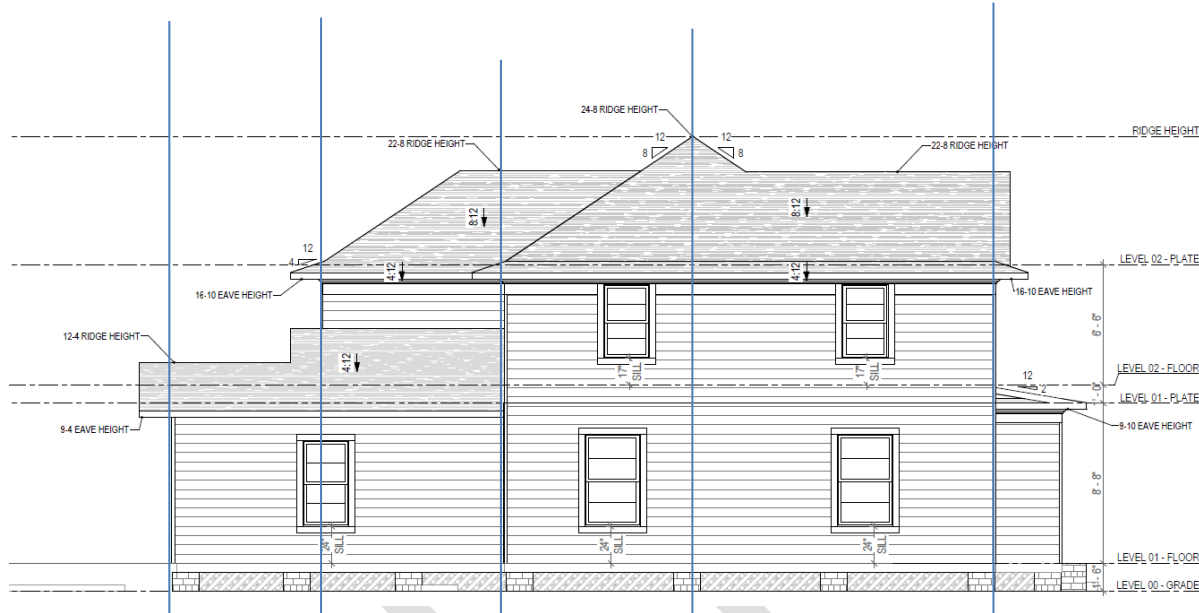 24-8 RIDGE HEIGHT
RIDGE HEIGHT
12 12
8 8
22-8 RIDGE HEIGHT
22-8 RIDGE HEIGHT
8:12
8:12
12
4
4:12
4:12
LEVEL 02 - PLATE
16-10 EAVE HEIGHT
16-10 EAVE HEIGHT
6' - 6"
12-4 RIDGE HEIGHT
4:12
17"
SILL
17"
SILL
LEVEL 02 - FLOOR
12
2
1' - 0"
LEVEL 01 - PLATE
9-4 EAVE HEIGHT
9-10 EAVE HEIGHT
8' - 8"
24"
SILL
24"
SILL
24"
SILL
LEVEL 01 - FLOOR
1' - 6"
LEVEL 00 - GRADE